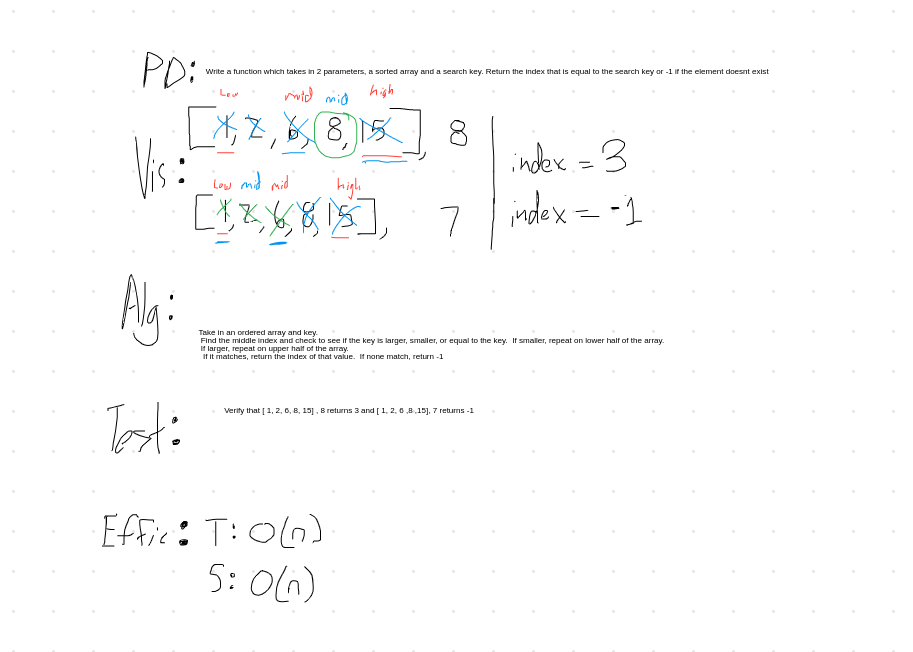 PD: Write a function which takes in 2 parameters, a sorted array and a search key. Return the index that is equal to the search key or -1 if the element doesnt exist
Low mid mid high
[1, 2, 6, 8, 15], 8 index = 3
Vis:
Low mid mid high
[1, 2, 6, 8, 15], 7 index = -1
Alg:
Take in an ordered array and key.
Find the middle index and check to see if the key is larger, smaller, or equal to the key. If smaller, repeat on lower half of the array.
If larger, repeat on upper half of the array.
If it matches, return the index of that value. If none match, return -1
Test: Verify that [ 1, 2, 6, 8, 15] , 8 returns 3 and [ 1, 2, 6 ,8 ,15], 7 returns -1
Effic: T: O(n)
S: O(n)